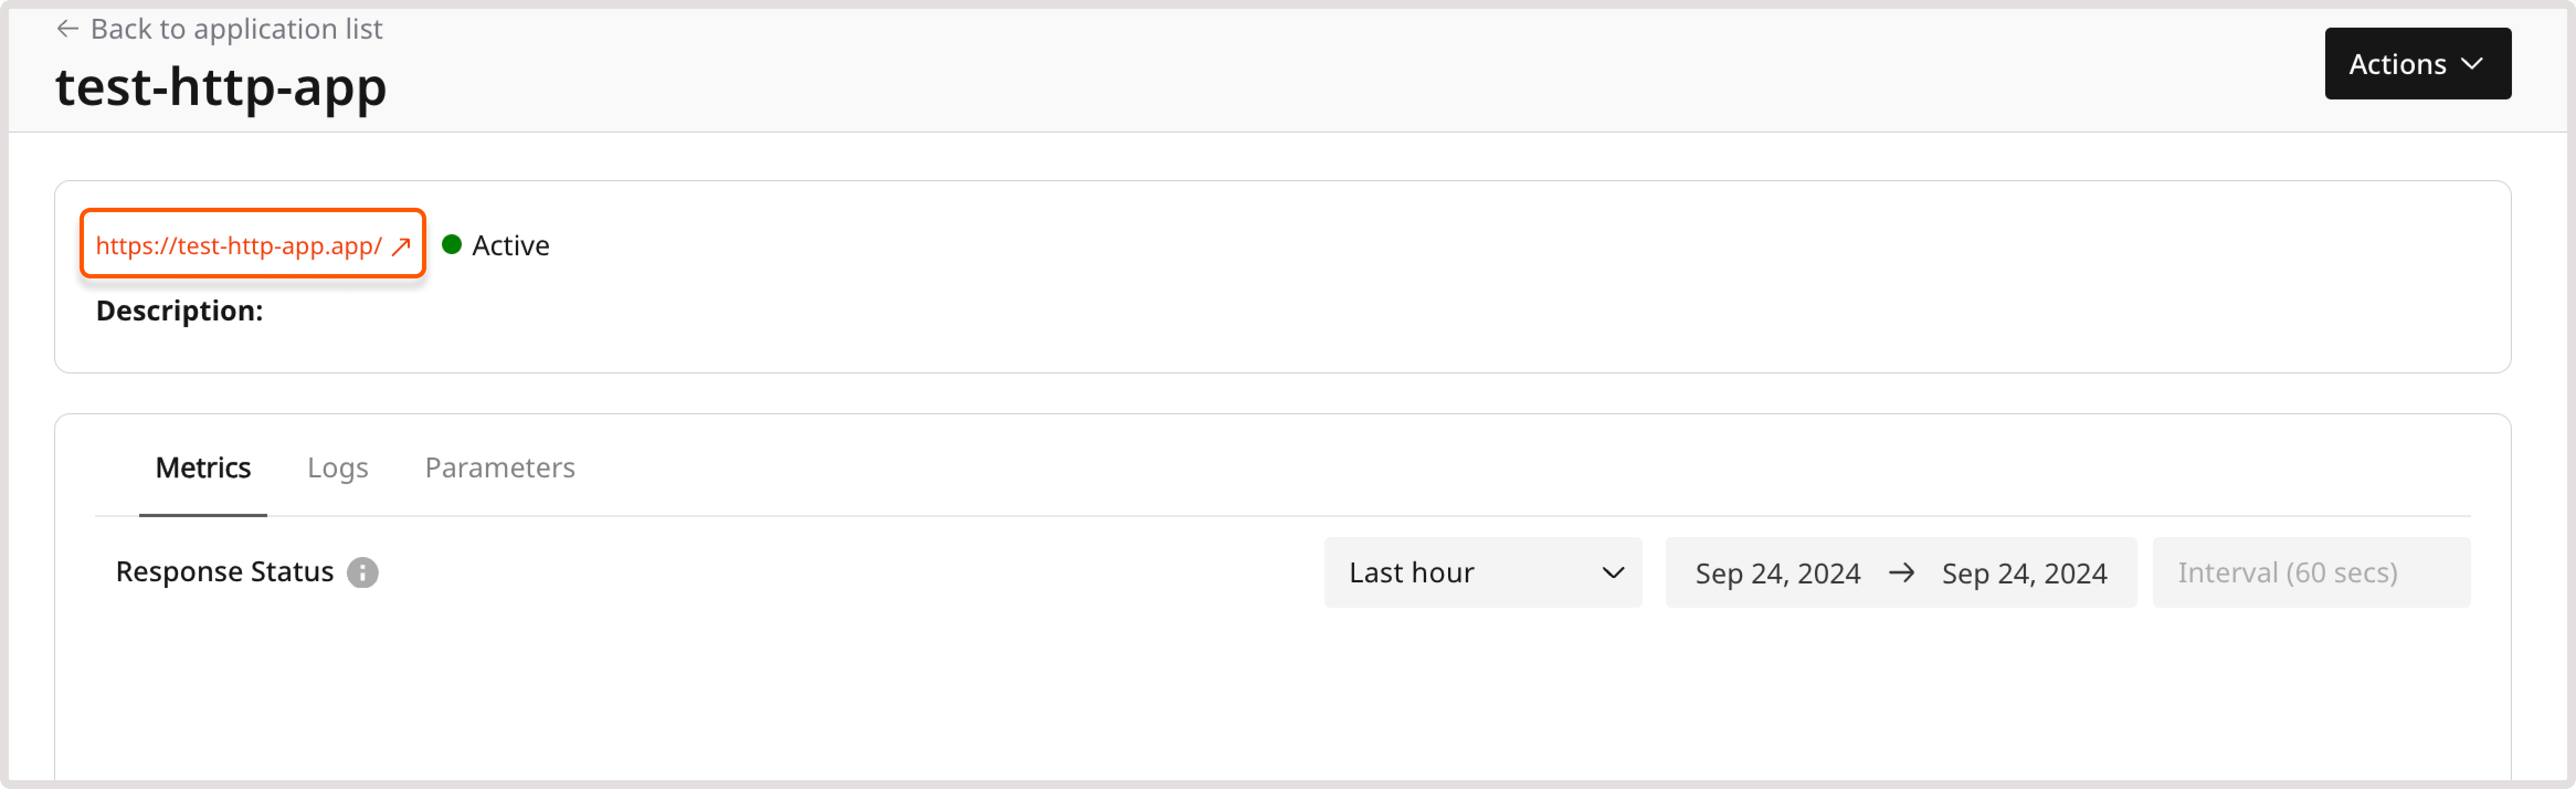 Back to application list
test-http-app
Actions
https://test-http-app.app/ Active
Description:
Metrics Logs Parameters
Response Status Last hour Sep 24, 2024 → Sep 24, 2024 Interval (60 secs)